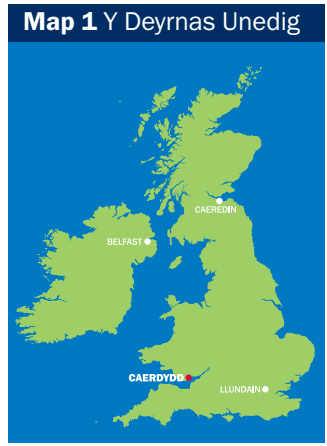 Map 1 Y Deyrnas Unedig
CAEREDIN
BELFAST
CAERDYDD
LLUNDAIN